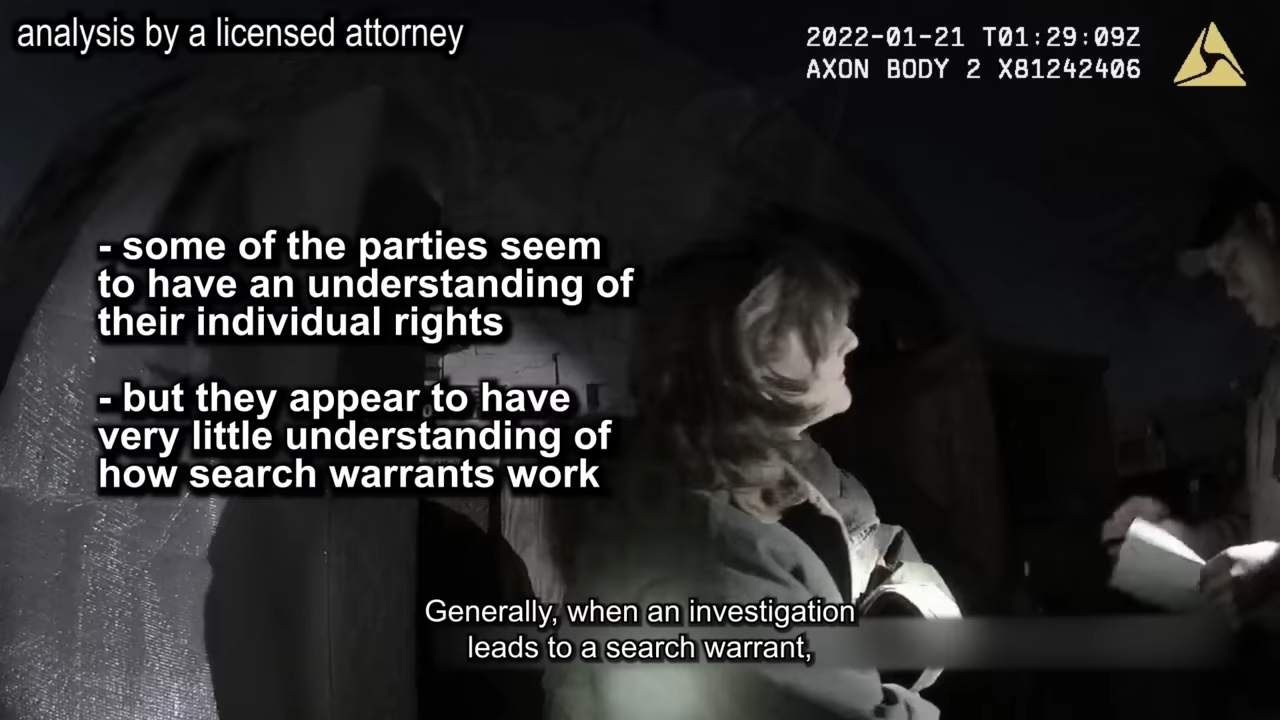 analysis by a licensed attorney
2022-01-21 T01:29:09Z
AXON BODY 2 X81242406
- some of the parties seem
to have an understanding of
their individual rights
- but they appear to have
very little understanding of
how search warrants work
Generally, when an investigation
leads to a search warrant,